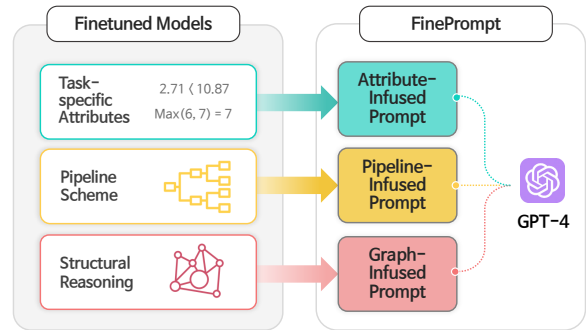 Finetuned Models
FinePrompt
Task-
specific
Attributes
2.71 < 10.87
Max(6, 7) = 7
Attribute-
Infused
Prompt
Pipeline
Scheme
Pipeline-
Infused
Prompt
GPT-4
Structural
Reasoning
Graph-
Infused
Prompt